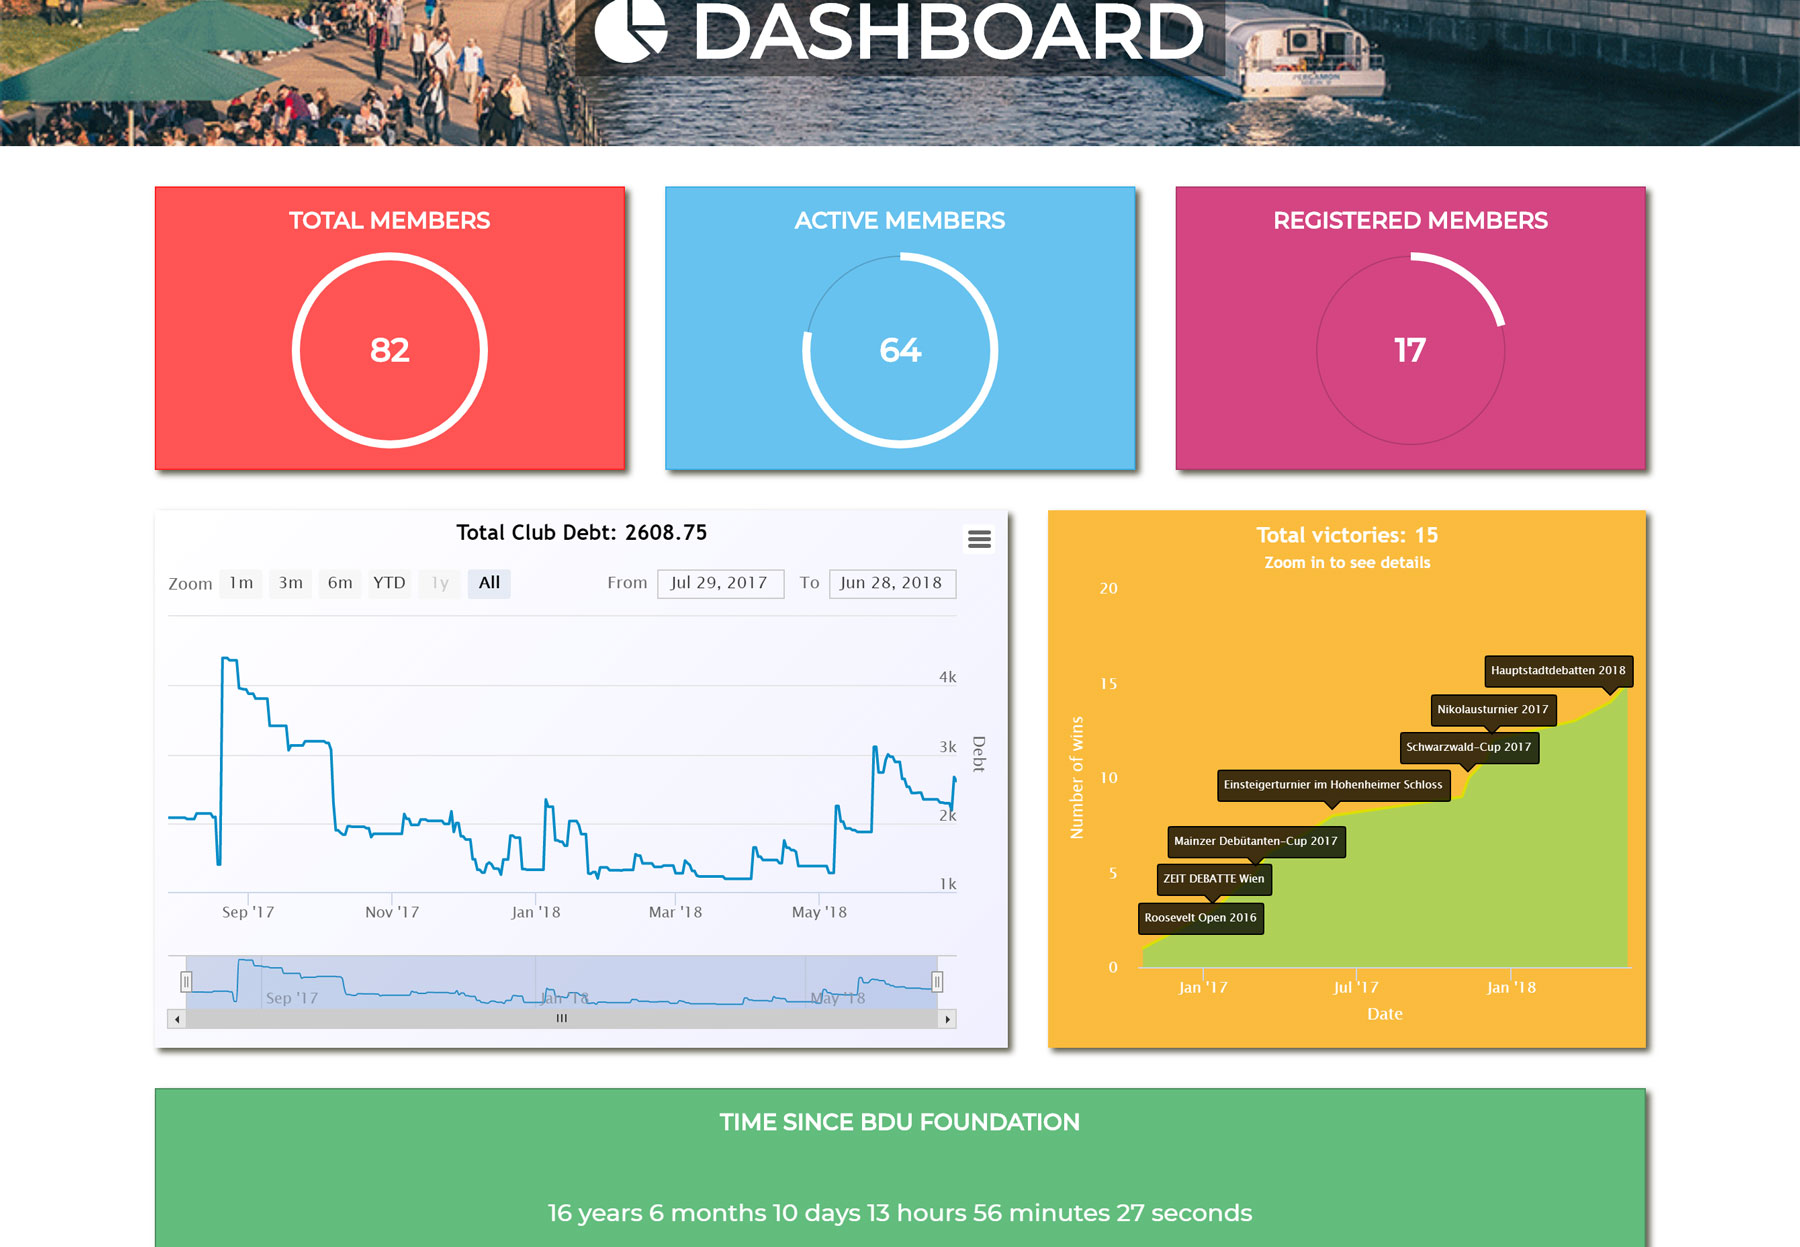 DASHBOARD
PERGAMON
TOTAL MEMBERS
82
ACTIVE MEMBERS
64
REGISTERED MEMBERS
17
Total Club Debt: 2608.75
Zoom 1m 3m 6m YTD 1y All From Jul 29, 2017 To Jun 28, 2018
4k
3k
2k
1k
Debt
Sep '17 Nov '17 Jan '18 Mar '18 May '18
Sep '17 Jan '18 May '18
Total victories: 15
Zoom in to see details
20
15
10
5
0
Number of wins
Hauptstadtdebatten 2018
Nikolausturnier 2017
Schwarzwald-Cup 2017
Einsteigerturnier im Hohenheimer Schloss
Mainzer Debütanten-Cup 2017
ZEIT DEBATTE Wien
Roosevelt Open 2016
Jan '17 Jul '17 Jan '18
Date
TIME SINCE BDU FOUNDATION
16 years 6 months 10 days 13 hours 56 minutes 27 seconds